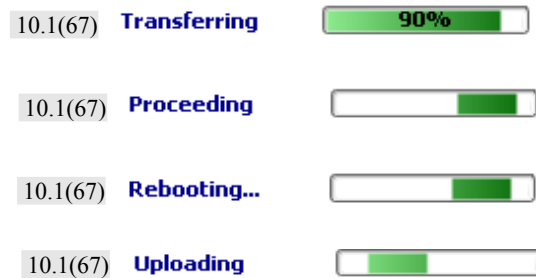 10.1(67) Transferring 90%
10.1(67) Proceeding
10.1(67) Rebooting...
10.1(67) Uploading